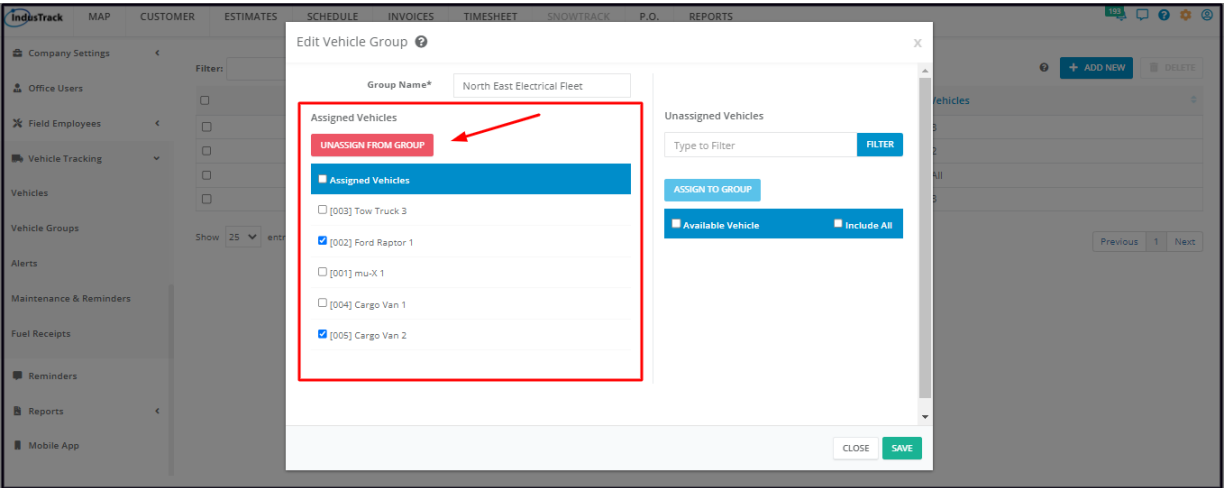 IndusTrack MAP CUSTOMER ESTIMATES SCHEDULE INVOICES TIMESHEET SNOWTRACK P.O. REPORTS 193
Company Settings
Office Users
Field Employees
Vehicle Tracking
Vehicles
Vehicle Groups
Alerts
Maintenance & Reminders
Fuel Receipts
Reminders
Reports
Mobile App
Filter:
+ ADD NEW DELETE
Vehicles
3
2
All
3
Show 25 entr
Previous 1 Next
Edit Vehicle Group
x
Group Name* North East Electrical Fleet
Assigned Vehicles
UNASSIGN FROM GROUP
Assigned Vehicles
[003] Tow Truck 3
[002] Ford Raptor 1
[001] mu-X 1
[004] Cargo Van 1
[005] Cargo Van 2
Unassigned Vehicles
Type to Filter FILTER
ASSIGN TO GROUP
Available Vehicle Include All
CLOSE SAVE